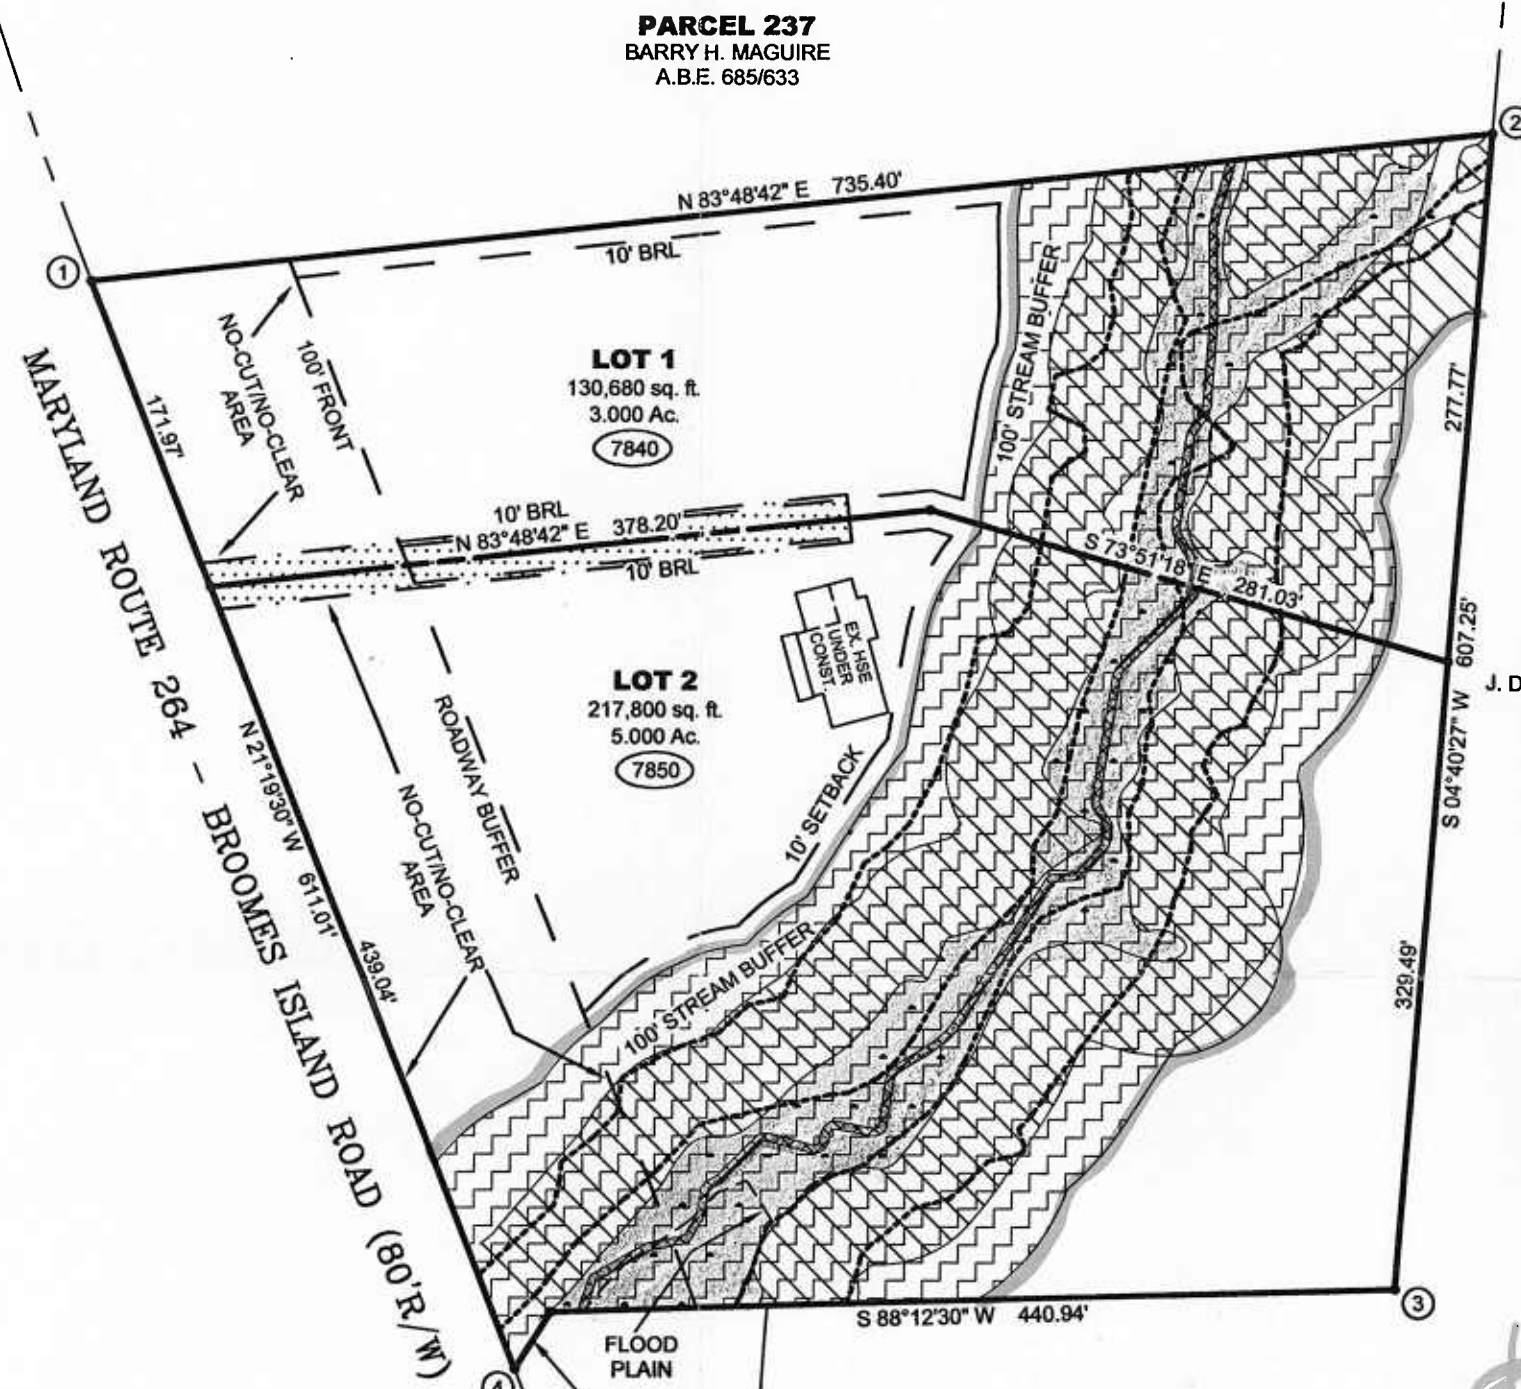 PARCEL 237
BARRY H. MAGUIRE
A.B.E. 685/633
2
N 83°48'42" E 735.40'
10' BRL
1
NO-CUT/NO-CLEAR
AREA
100' FRONT
LOT 1
130,680 sq. ft.
3.000 Ac.
7840
100' STREAM BUFFER
277.77'
171.97'
10' BRL
N 83°48'42" E 378.20'
10' BRL
S 73°51'18" E 281.03'
607.25'
S 04°40'27" W
J. D
EX. HSE
UNDER
CONST.
LOT 2
217,800 sq. ft.
5.000 Ac.
7850
ROADWAY BUFFER
NO-CUT/NO-CLEAR
AREA
10' SETBACK
MARYLAND ROUTE 264 - BROOMES ISLAND ROAD (80'R/W)
N 21°19'30" W 611.01'
439.04'
329.49'
100' STREAM BUFFER
S 88°12'30" W 440.94'
3
FLOOD
PLAIN
4